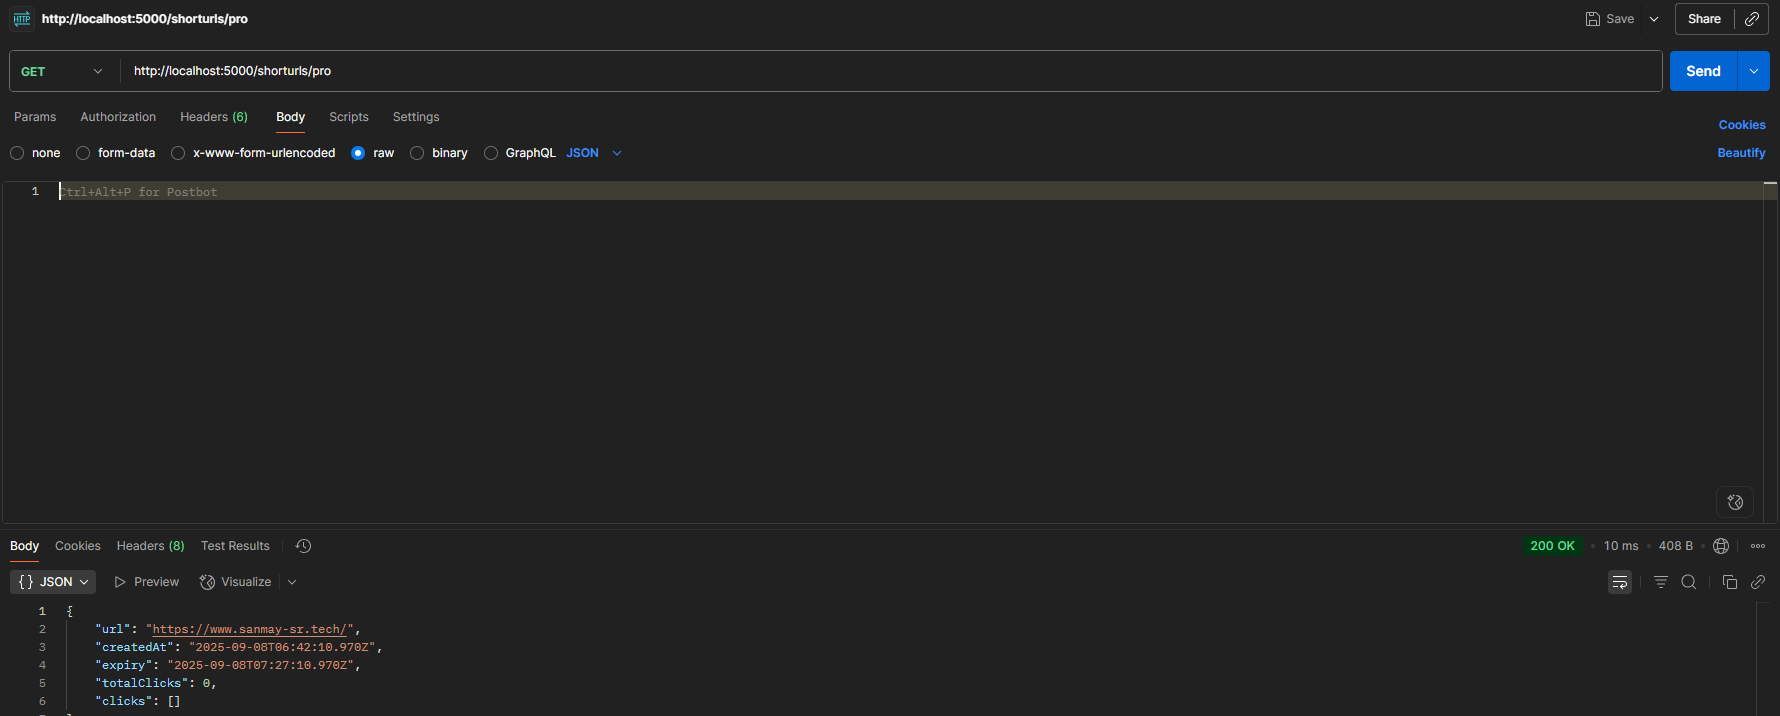 HTTP http://localhost:5000/shorturls/pro Save Share
GET http://localhost:5000/shorturls/pro Send
Params Authorization Headers (6) Body Scripts Settings Cookies
none form-data x-www-form-urlencoded raw binary GraphQL JSON Beautify
1 Ctrl+Alt+P for Postbot
Body Cookies Headers (8) Test Results 200 OK • 10 ms • 408 B •
{} JSON Preview Visualize
1 {
2 "url": "https://www.sanmay-sr.tech/",
3 "createdAt": "2025-09-08T06:42:10.970Z",
4 "expiry": "2025-09-08T07:27:10.970Z",
5 "totalClicks": 0,
6 "clicks": []